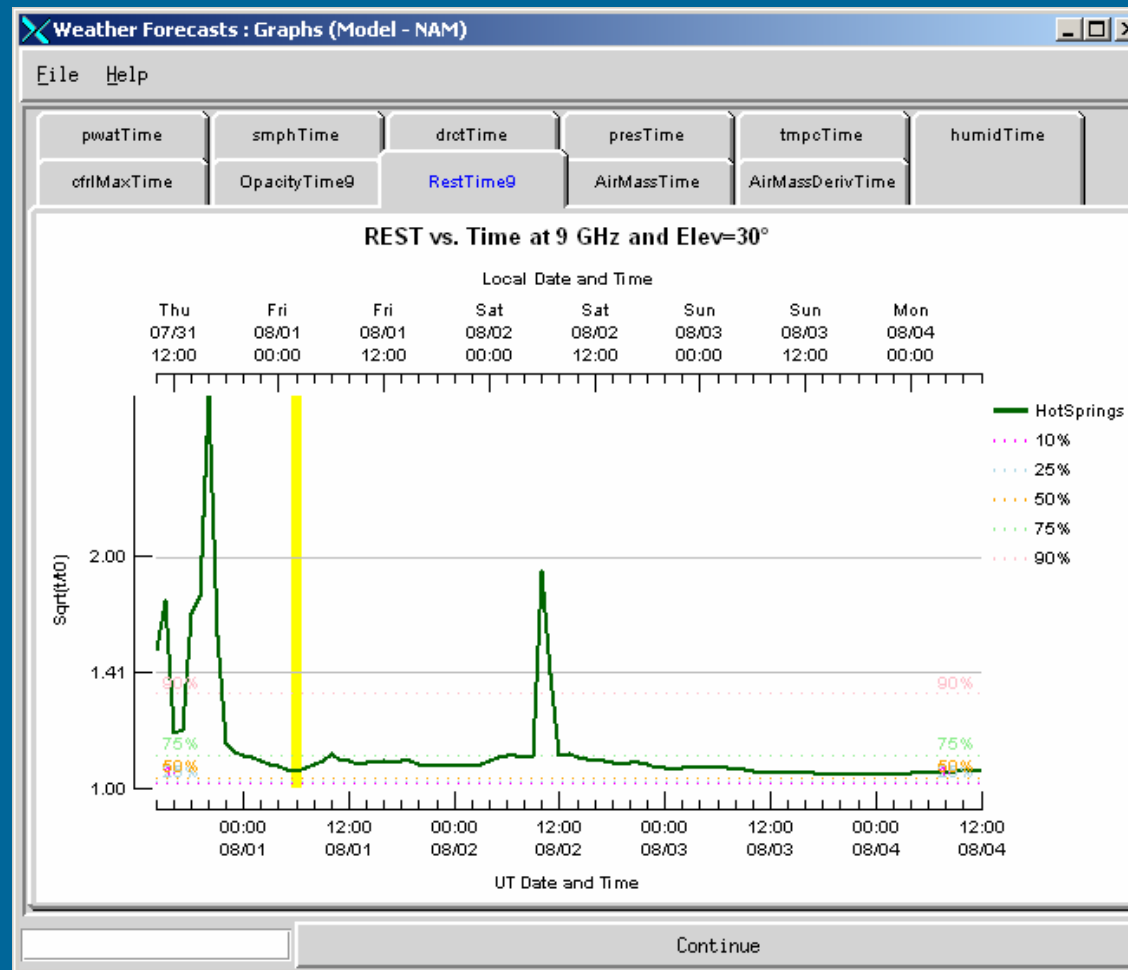 Weather Forecasts : Graphs (Model - NAM)
File Help
pwatTime smphTime drctTime presTime tmpcTime humidTime
cfrlMaxTime OpacityTime9 RestTime9 AirMassTime AirMassDerivTime
REST vs. Time at 9 GHz and Elev=30°
Local Date and Time
Thu Fri Fri Sat Sat Sun Sun Mon
07/31 08/01 08/01 08/02 08/02 08/03 08/03 08/04
12:00 00:00 12:00 00:00 12:00 00:00 12:00 00:00
HotSprings
10%
25%
50%
75%
90%
2.00
Sqrt(t/t0)
1.41
90% 90%
75% 75%
50% 50%
1.00
00:00 12:00 00:00 12:00 00:00 12:00 00:00 12:00
08/01 08/01 08/02 08/02 08/03 08/03 08/04 08/04
UT Date and Time
Continue